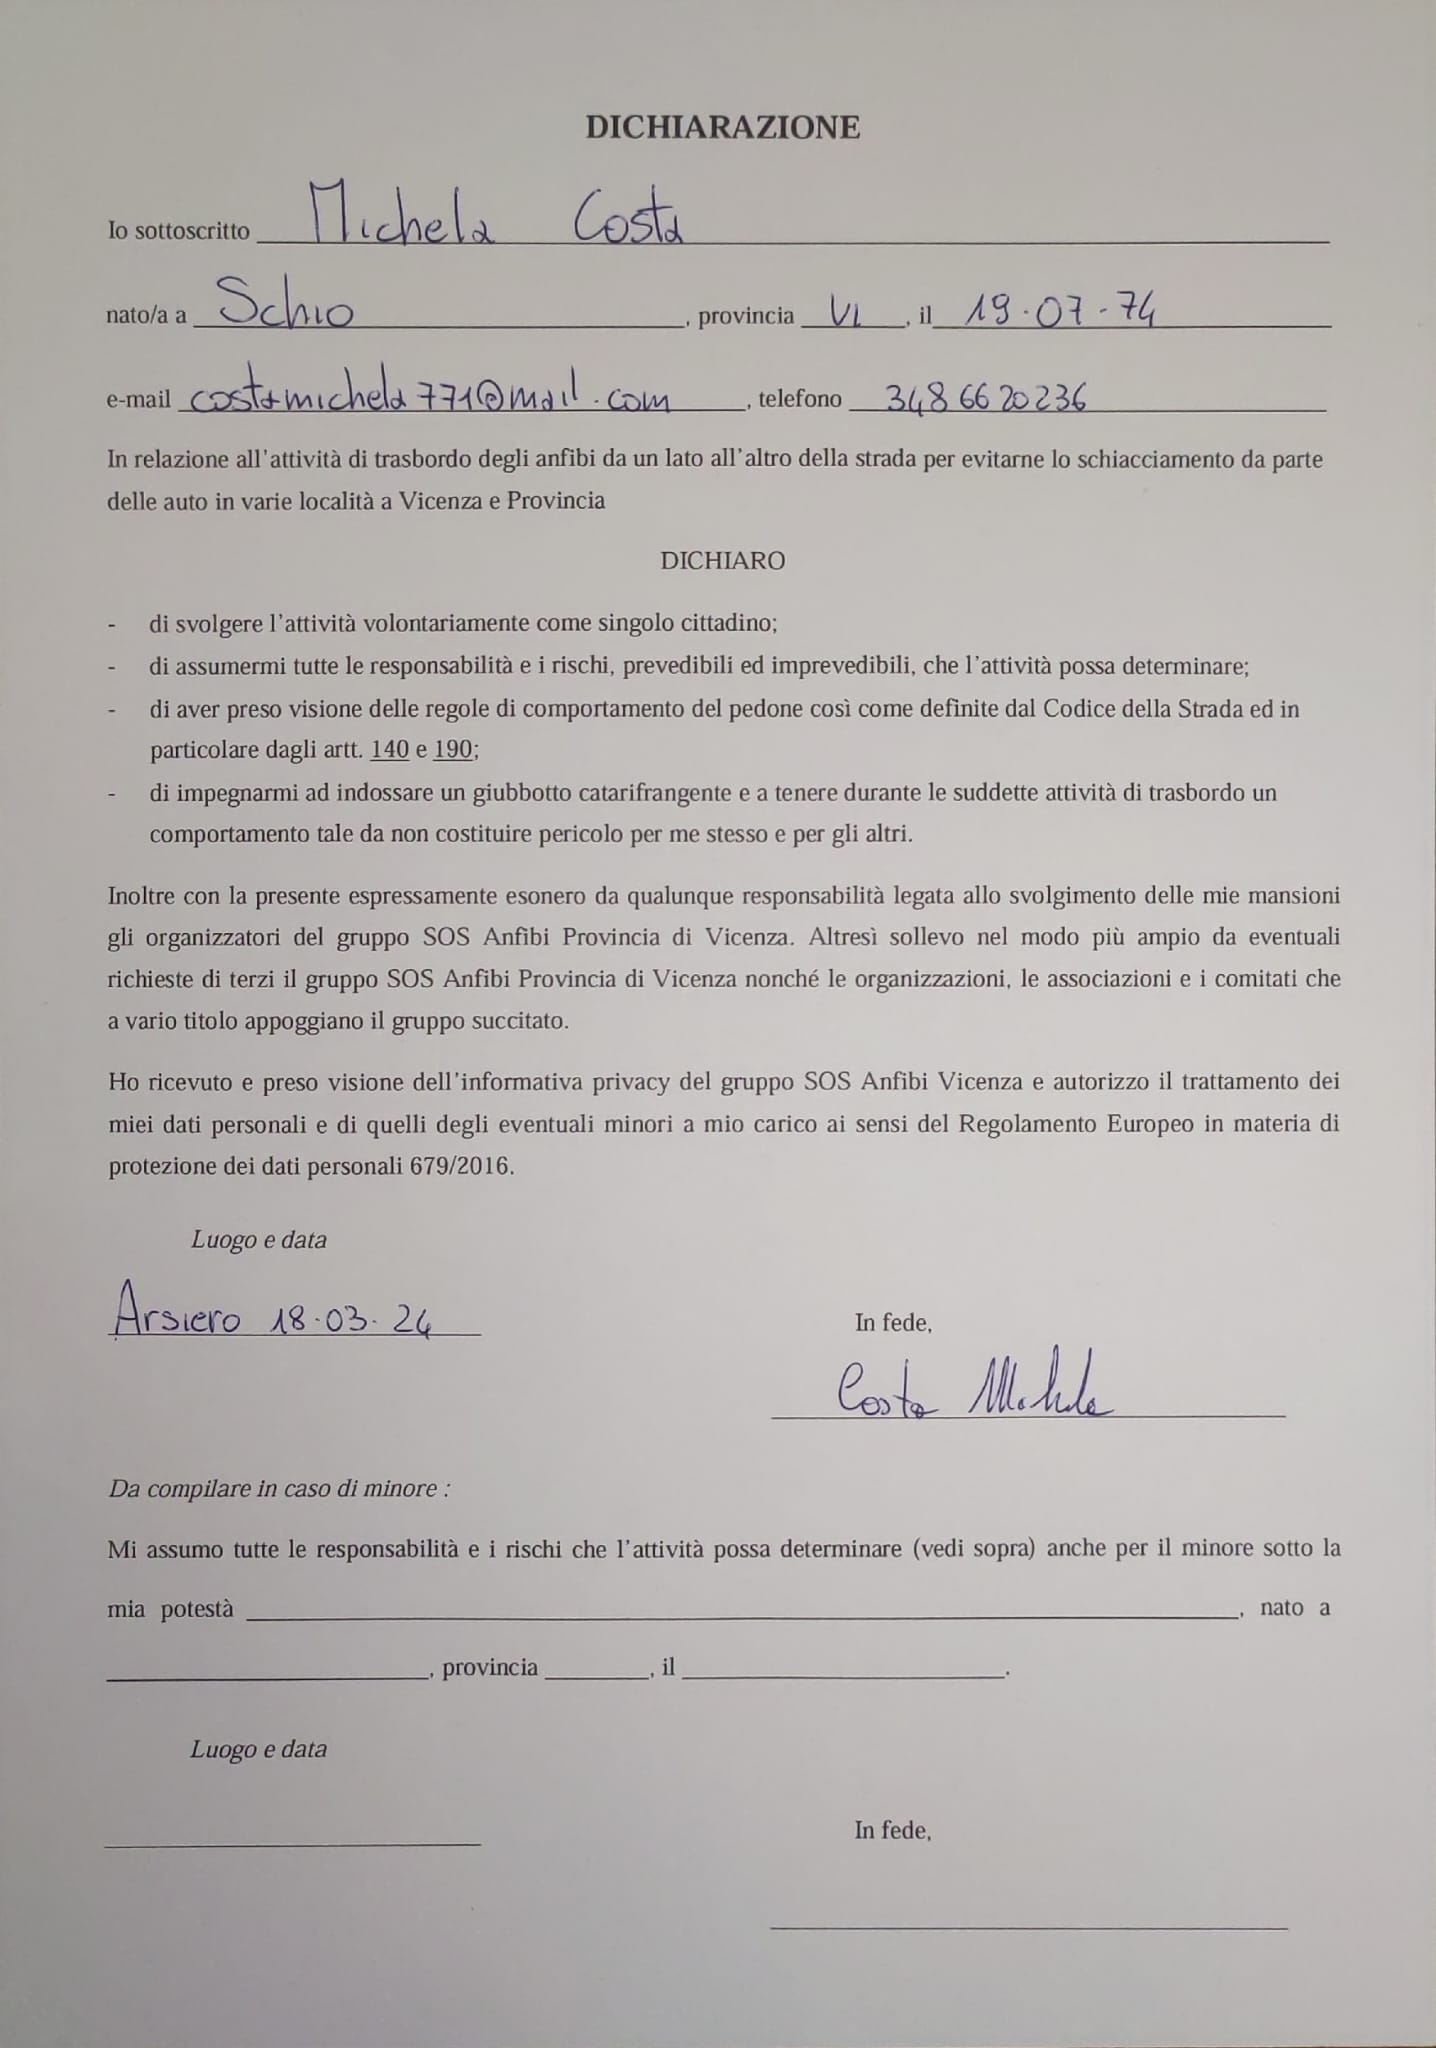 DICHIARAZIONE
Io sottoscritto Michela Costa
nato/a a Schio, provincia VI, il 19.07.74
e-mail costamichela771@mail.com, telefono 348 66 20 236
In relazione all'attività di trasbordo degli anfibi da un lato all'altro della strada per evitarne lo schiacciamento da parte
delle auto in varie località a Vicenza e Provincia
DICHIARO
- di svolgere l'attività volontariamente come singolo cittadino;
- di assumermi tutte le responsabilità e i rischi, prevedibili ed imprevedibili, che l'attività possa determinare;
- di aver preso visione delle regole di comportamento del pedone così come definite dal Codice della Strada ed in
particolare dagli artt. 140 e 190;
- di impegnarmi ad indossare un giubbotto catarifrangente e a tenere durante le suddette attività di trasbordo un
comportamento tale da non costituire pericolo per me stesso e per gli altri.
Inoltre con la presente espressamente esonero da qualunque responsabilità legata allo svolgimento delle mie mansioni
gli organizzatori del gruppo SOS Anfibi Provincia di Vicenza. Altresì sollevo nel modo più ampio da eventuali
richieste di terzi il gruppo SOS Anfibi Provincia di Vicenza nonché le organizzazioni, le associazioni e i comitati che
a vario titolo appoggiano il gruppo succitato.
Ho ricevuto e preso visione dell'informativa privacy del gruppo SOS Anfibi Vicenza e autorizzo il trattamento dei
miei dati personali e di quelli degli eventuali minori a mio carico ai sensi del Regolamento Europeo in materia di
protezione dei dati personali 679/2016.
Luogo e data
Arsiero 18.03.24
In fede,
Costa Michela
Da compilare in caso di minore :
Mi assumo tutte le responsabilità e i rischi che l'attività possa determinare (vedi sopra) anche per il minore sotto la
mia potestà , nato a
, provincia , il .
Luogo e data
In fede,